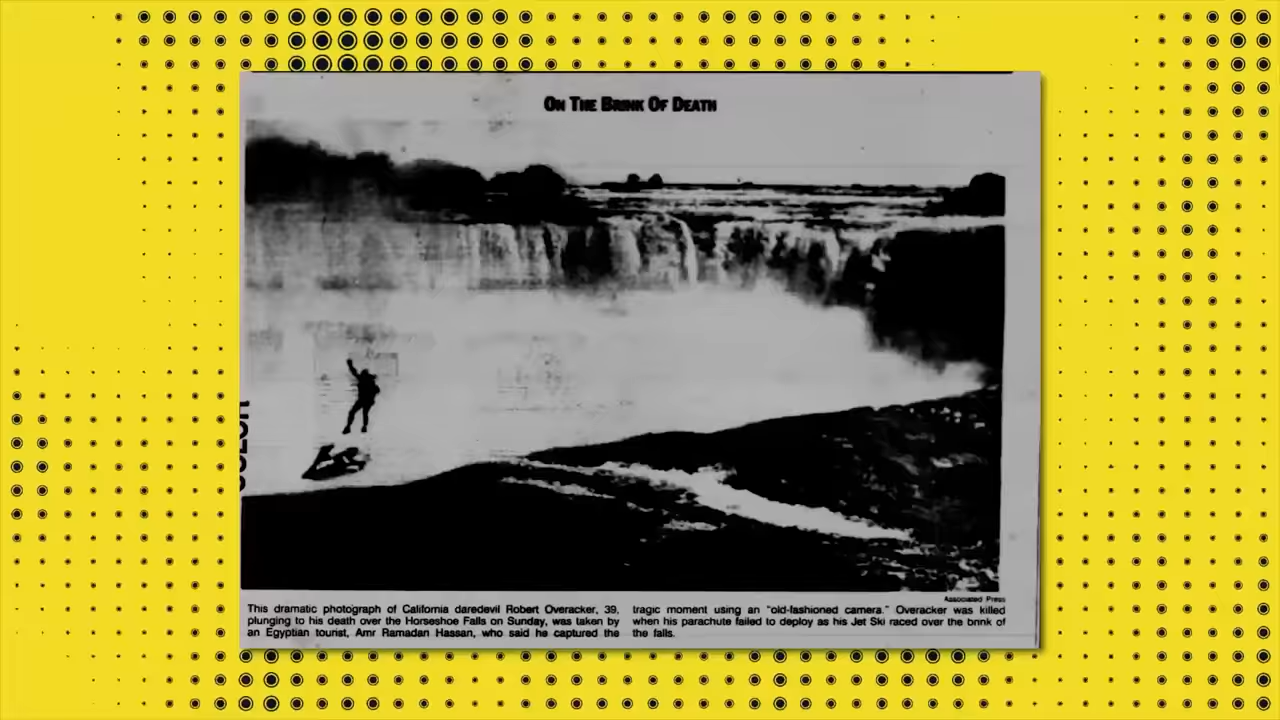 On The Brink Of Death
Associated Press
This dramatic photograph of California daredevil Robert Overacker, 39,
plunging to his death over the Horseshoe Falls on Sunday, was taken by
an Egyptian tourist, Amr Ramadan Hassan, who said he captured the
tragic moment using an "old-fashioned camera." Overacker was killed
when his parachute failed to deploy as his Jet Ski raced over the brink of
the falls.